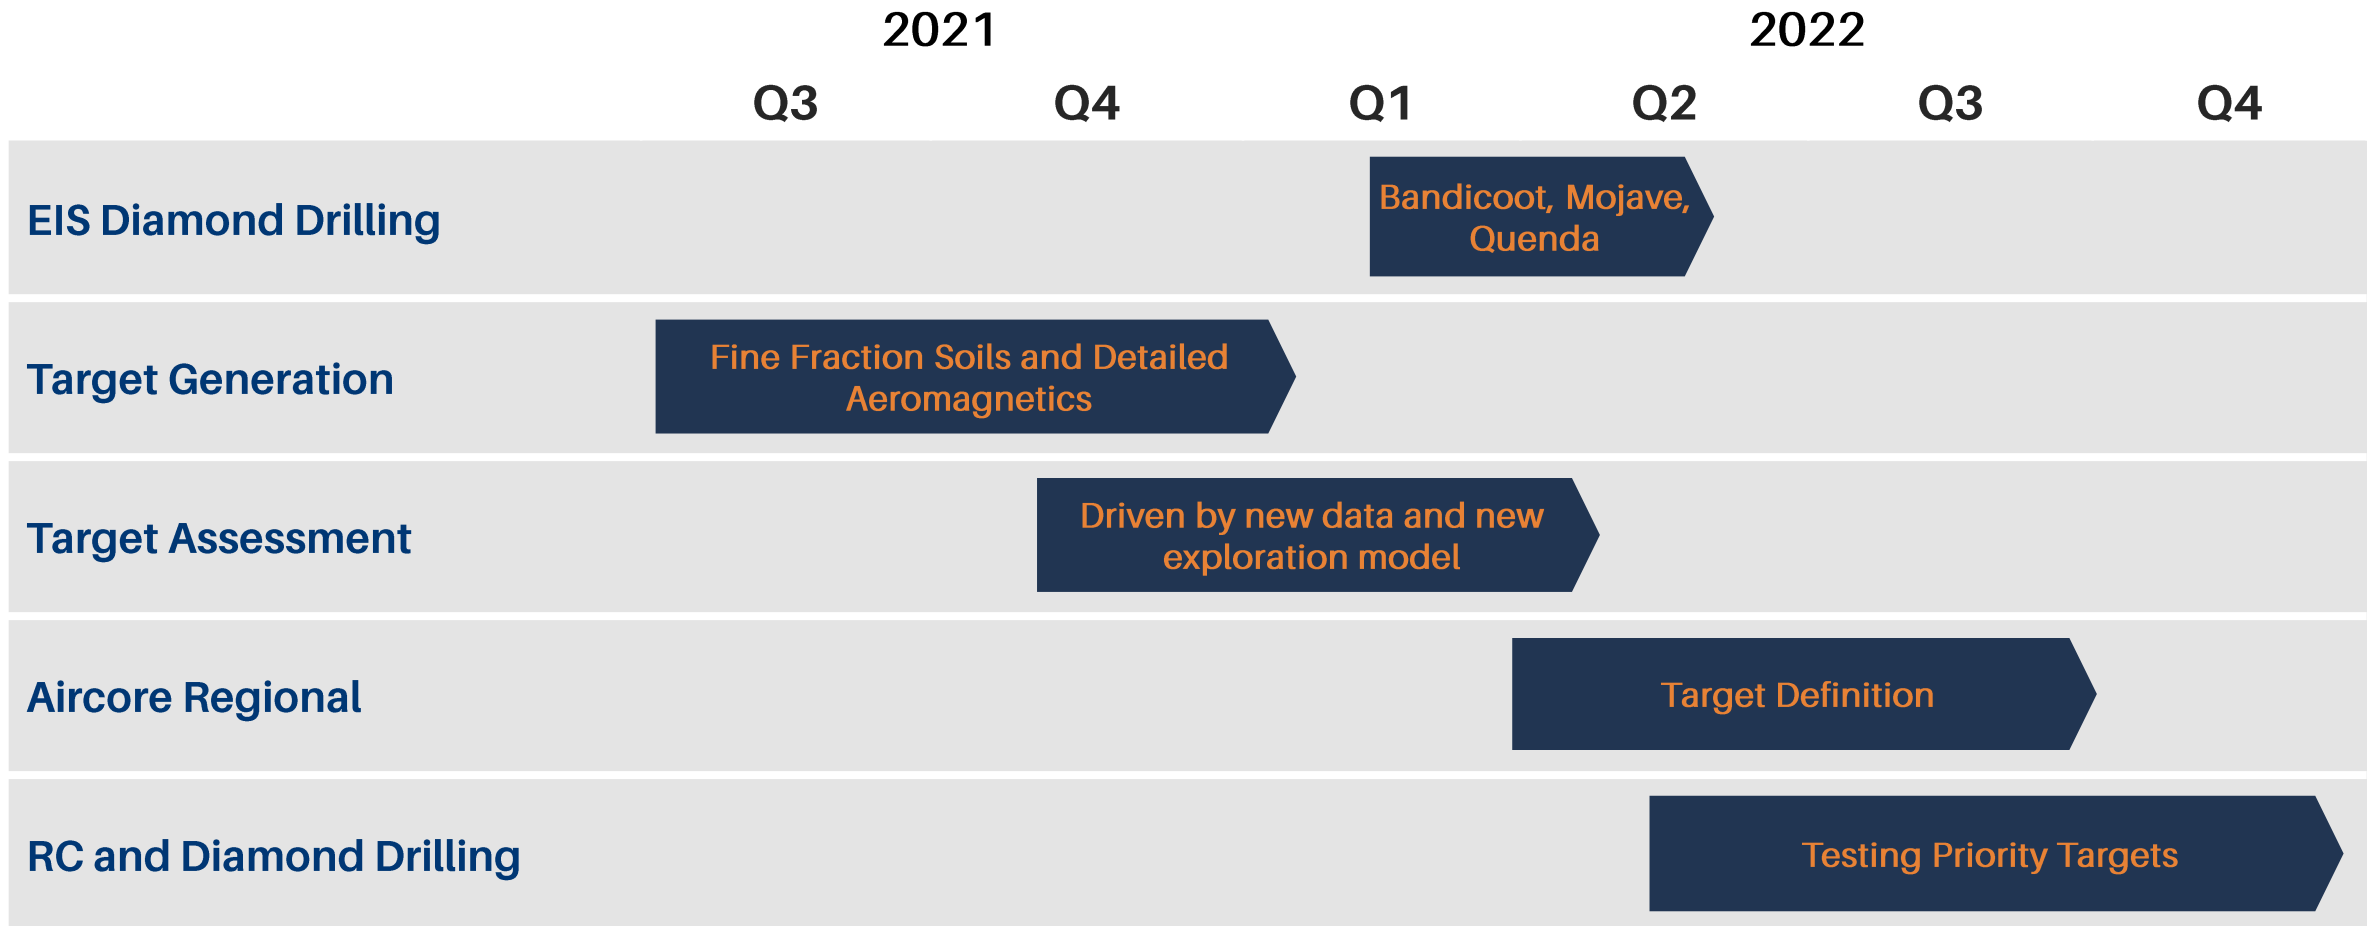 2021 2022
Q3 Q4 Q1 Q2 Q3 Q4
EIS Diamond Drilling
Bandicoot, Mojave,
Quenda
Target Generation
Fine Fraction Soils and Detailed
Aeromagnetics
Target Assessment
Driven by new data and new
exploration model
Aircore Regional
Target Definition
RC and Diamond Drilling
Testing Priority Targets